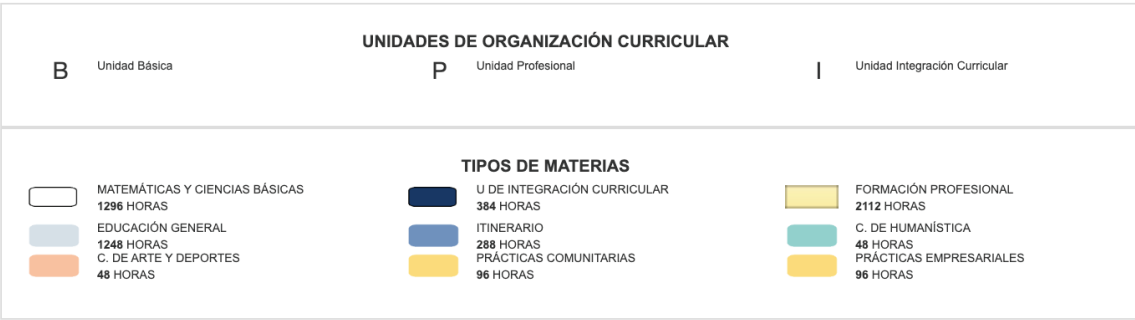 UNIDADES DE ORGANIZACIÓN CURRICULAR
B Unidad Básica P Unidad Profesional I Unidad Integración Curricular
TIPOS DE MATERIAS
MATEMÁTICAS Y CIENCIAS BÁSICAS
1296 HORAS
U DE INTEGRACIÓN CURRICULAR
384 HORAS
FORMACIÓN PROFESIONAL
2112 HORAS
EDUCACIÓN GENERAL
1248 HORAS
ITINERARIO
288 HORAS
C. DE HUMANÍSTICA
48 HORAS
C. DE ARTE Y DEPORTES
48 HORAS
PRÁCTICAS COMUNITARIAS
96 HORAS
PRÁCTICAS EMPRESARIALES
96 HORAS